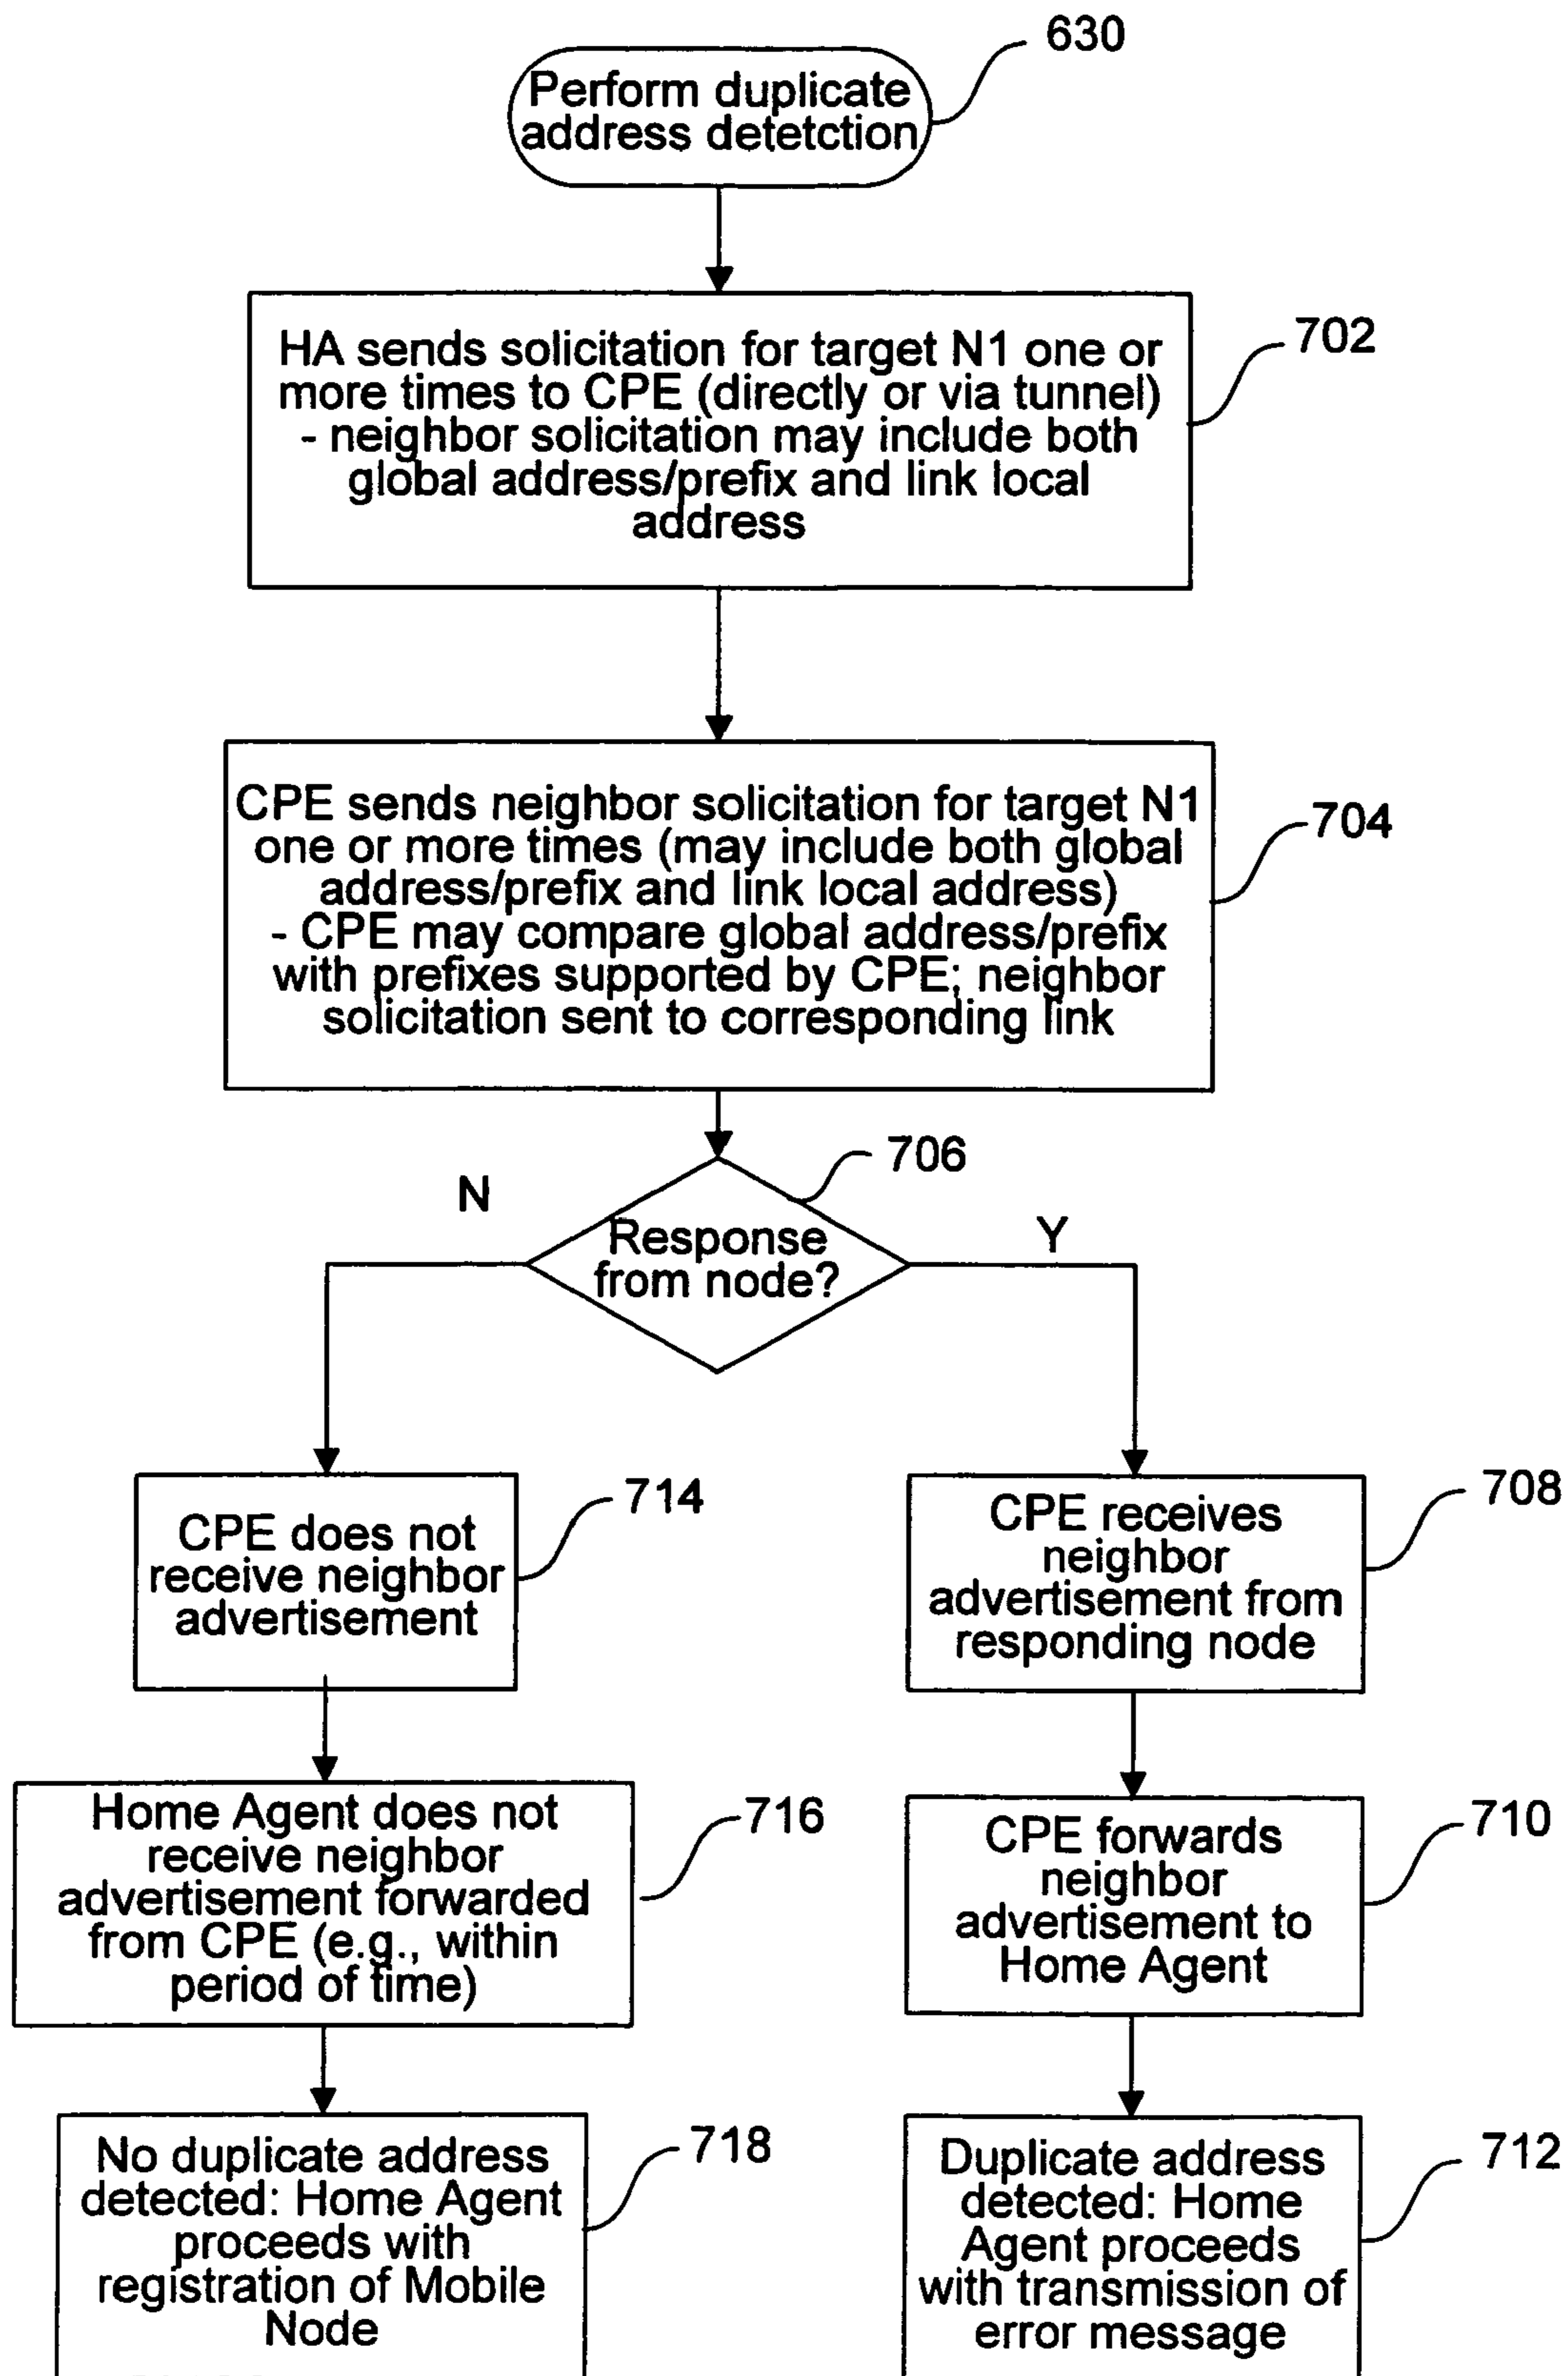 630
Perform duplicate
address detetction
702
HA sends solicitation for target N1 one or
more times to CPE (directly or via tunnel)
- neighbor solicitation may include both
global address/prefix and link local
address
704
CPE sends neighbor solicitation for target N1
one or more times (may include both global
address/prefix and link local address)
- CPE may compare global address/prefix
with prefixes supported by CPE; neighbor
solicitation sent to corresponding link
706
N
Y
Response
from node?
714
CPE does not
receive neighbor
advertisement
708
CPE receives
neighbor
advertisement from
responding node
716
Home Agent does not
receive neighbor
advertisement forwarded
from CPE (e.g., within
period of time)
710
CPE forwards
neighbor
advertisement to
Home Agent
718
No duplicate address
detected: Home Agent
proceeds with
registration of Mobile
Node
712
Duplicate address
detected: Home
Agent proceeds
with transmission of
error message